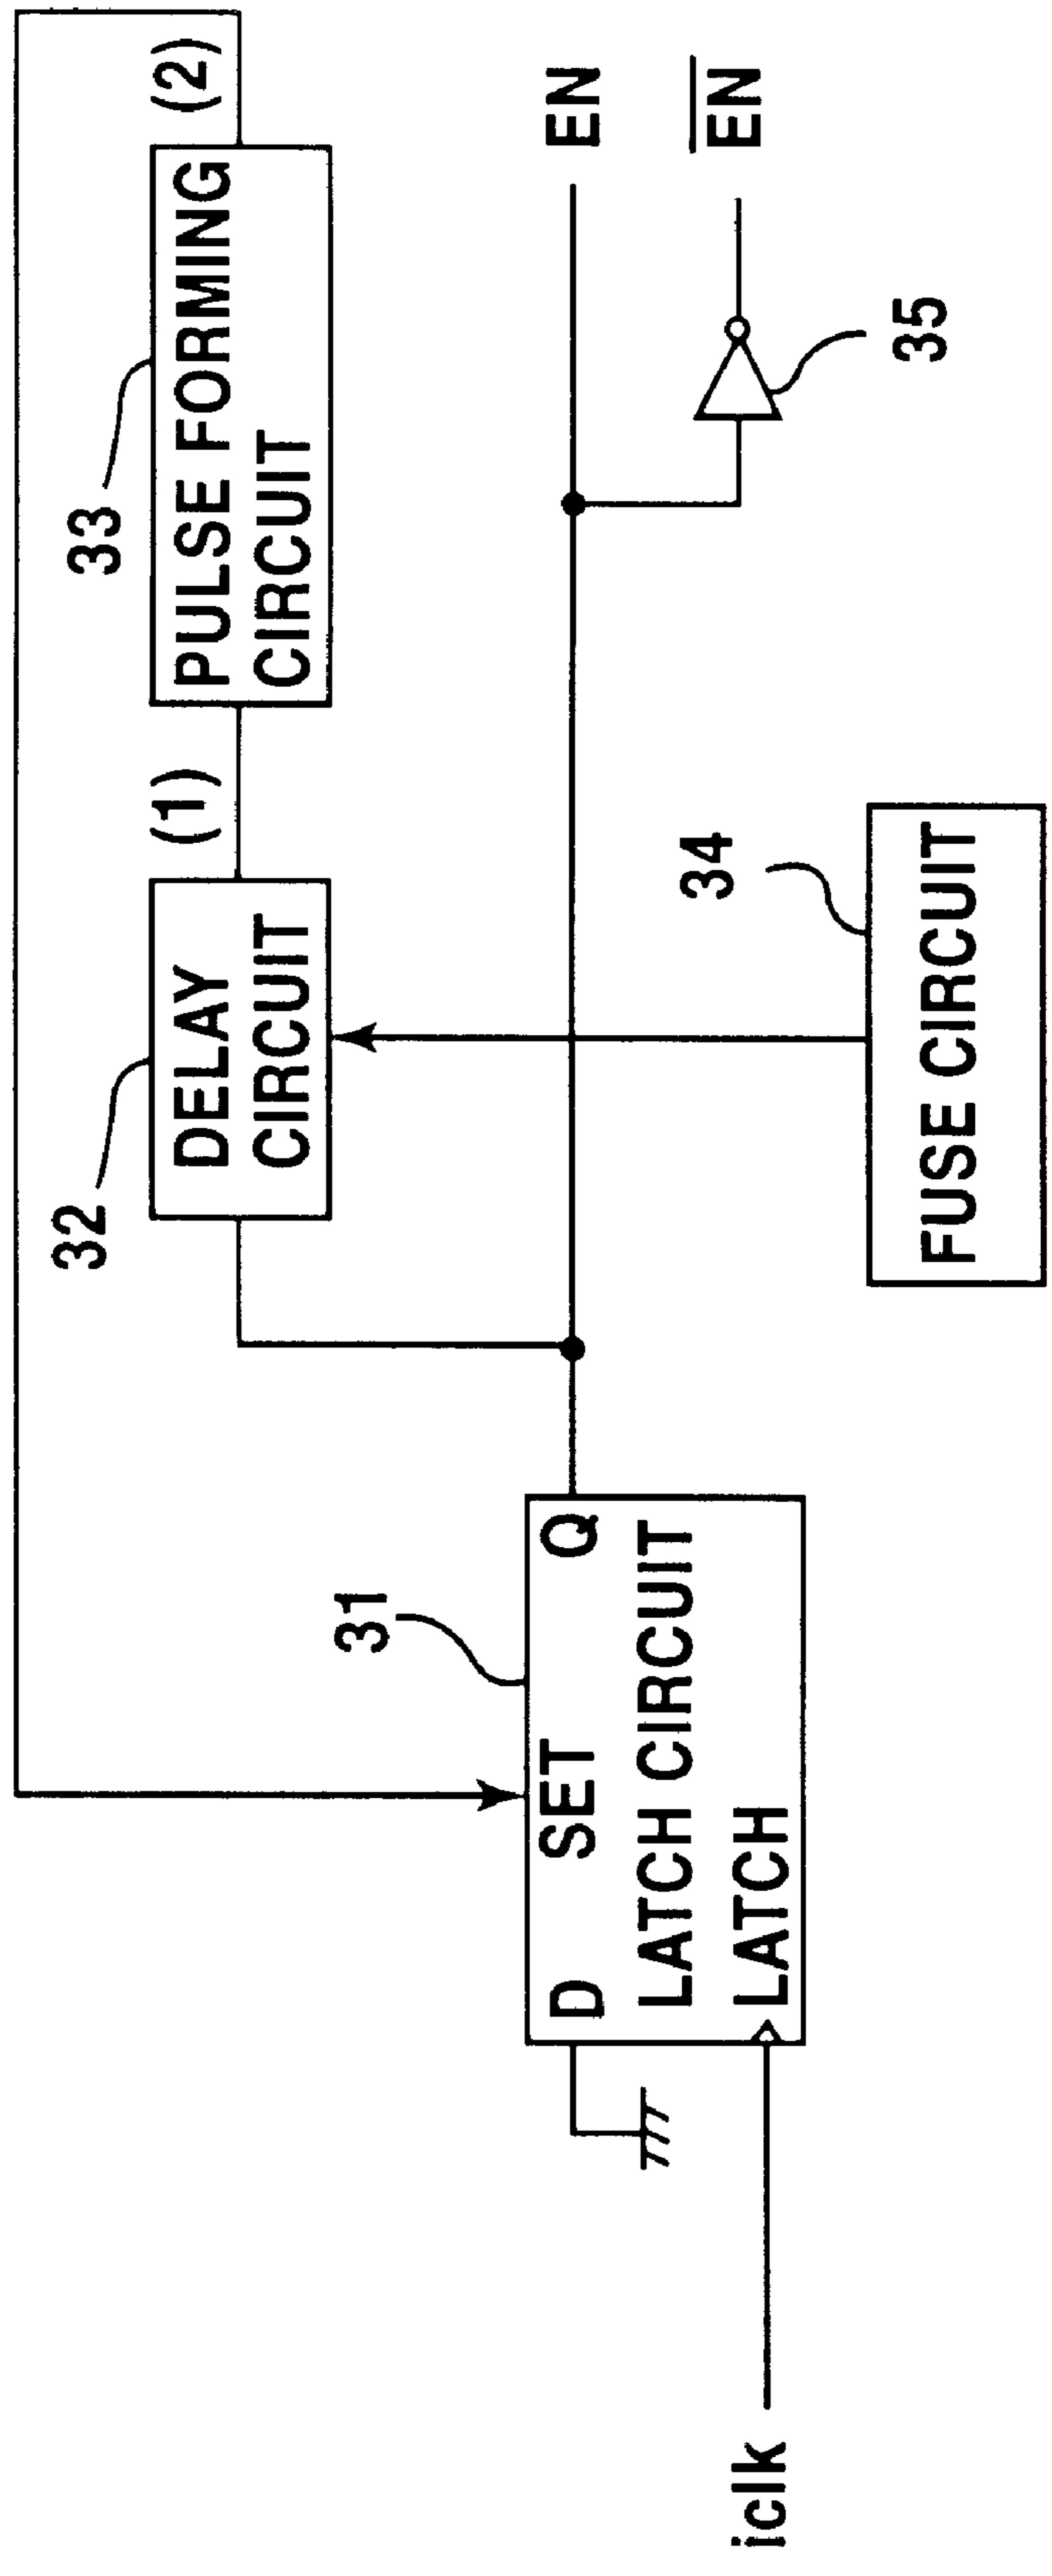 33
(2)
PULSE FORMING
CIRCUIT
(1)
32
DELAY
CIRCUIT
31
D
SET
Q
LATCH CIRCUIT
LATCH
EN
EN
35
34
FUSE CIRCUIT
iclk